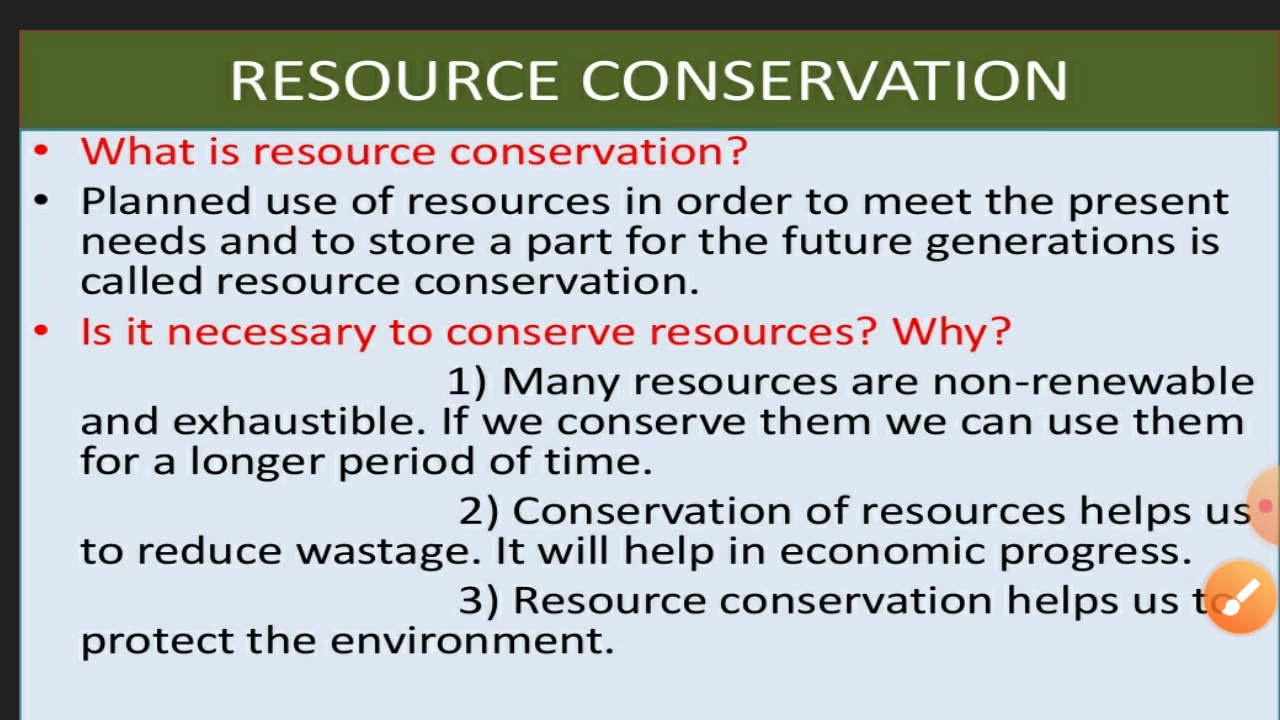 RESOURCE CONSERVATION
• What is resource conservation?
• Planned use of resources in order to meet the present
needs and to store a part for the future generations is
called resource conservation.
• Is it necessary to conserve resources? Why?
1) Many resources are non-renewable
and exhaustible. If we conserve them we can use them
for a longer period of time.
2) Conservation of resources helps us
to reduce wastage. It will help in economic progress.
3) Resource conservation helps us to
protect the environment.